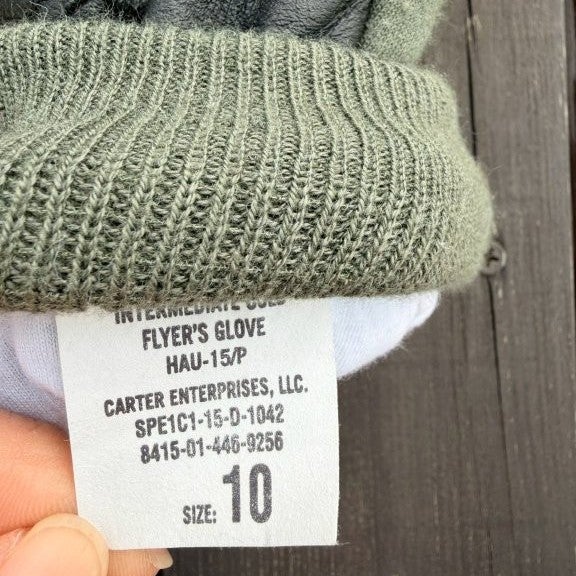 INTERMEDIATE COLD
FLYER'S GLOVE
HAU-15/P
CARTER ENTERPRISES, LLC.
SPE1C1-15-D-1042
8415-01-446-9256
SIZE: 10